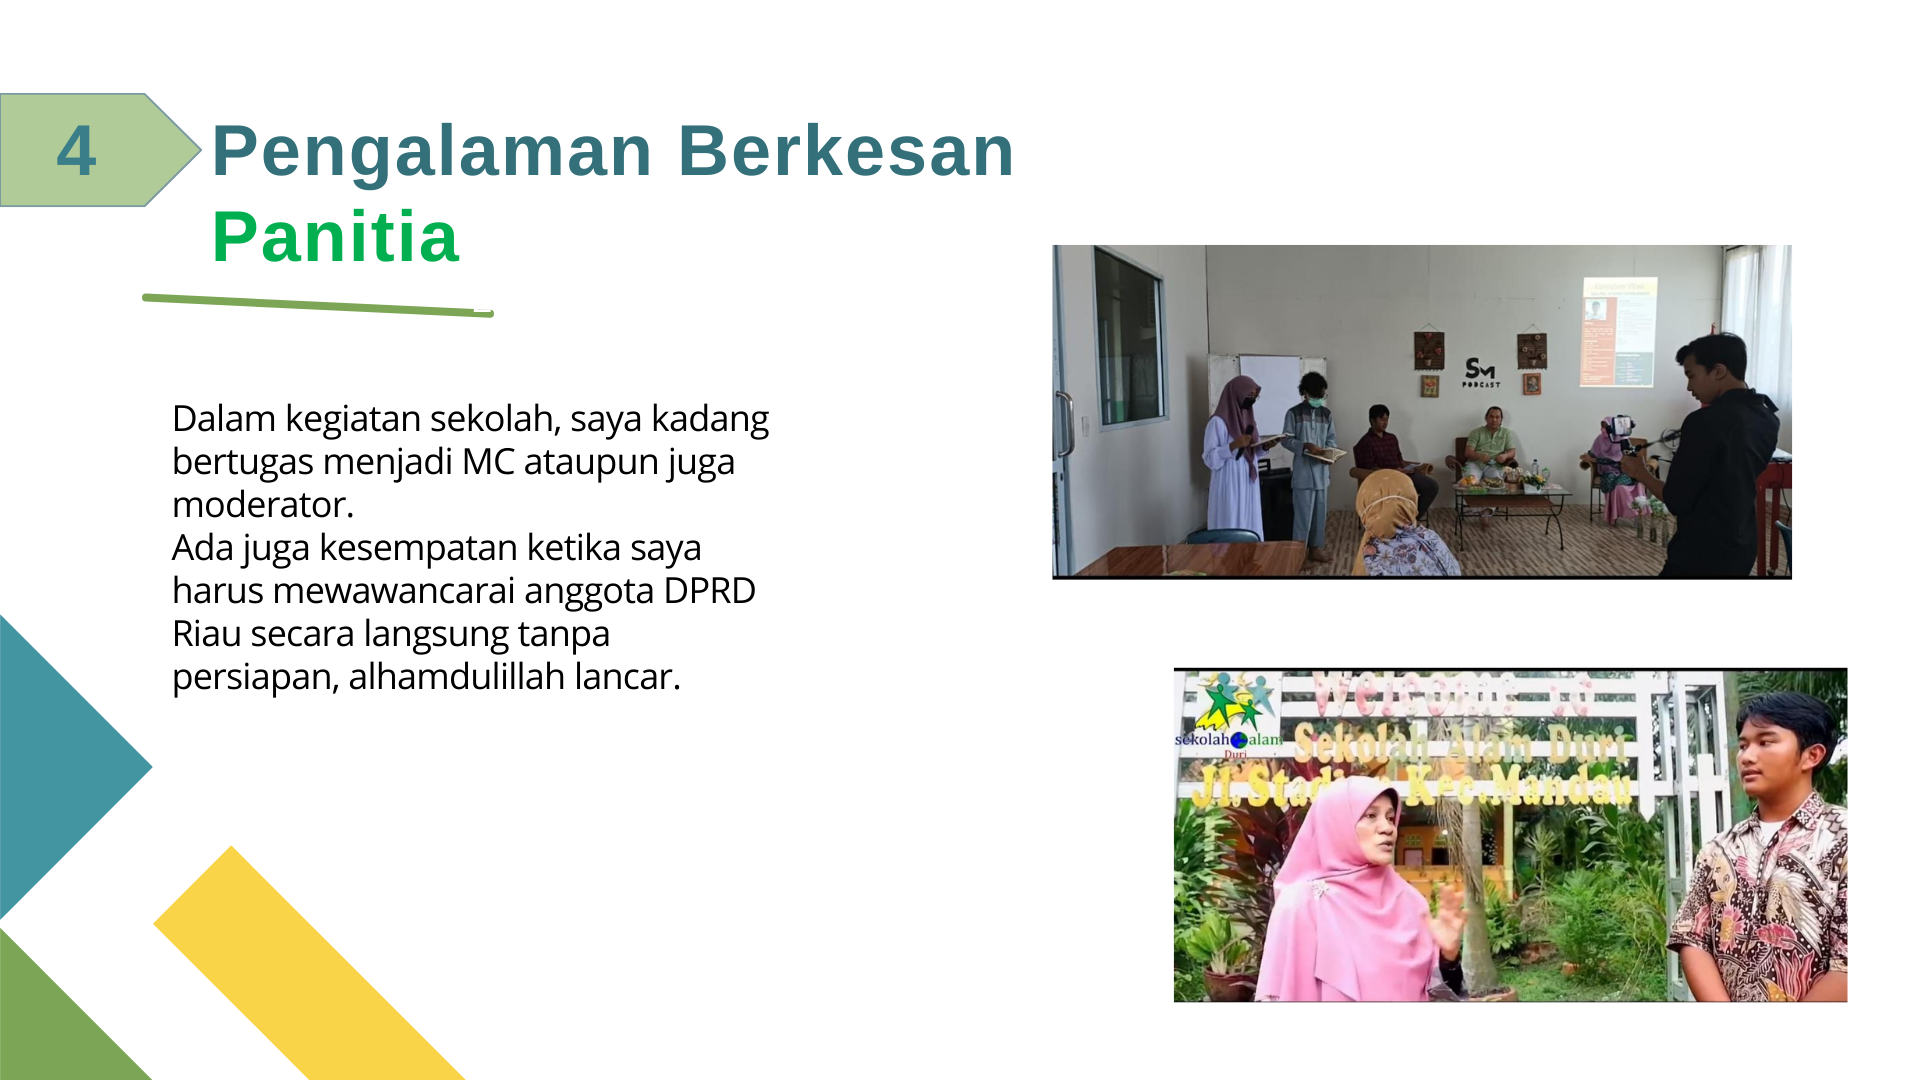 4
Pengalaman Berkesan
Panitia
Dalam kegiatan sekolah, saya kadang
bertugas menjadi MC ataupun juga
moderator.
Ada juga kesempatan ketika saya
harus mewawancarai anggota DPRD
Riau secara langsung tanpa
persiapan, alhamdulillah lancar.
SM
PODCAST
Welcome To
sekolah alam
Duri
Sekolah Alam Duri
Jl. Stadion Kec. Mandau